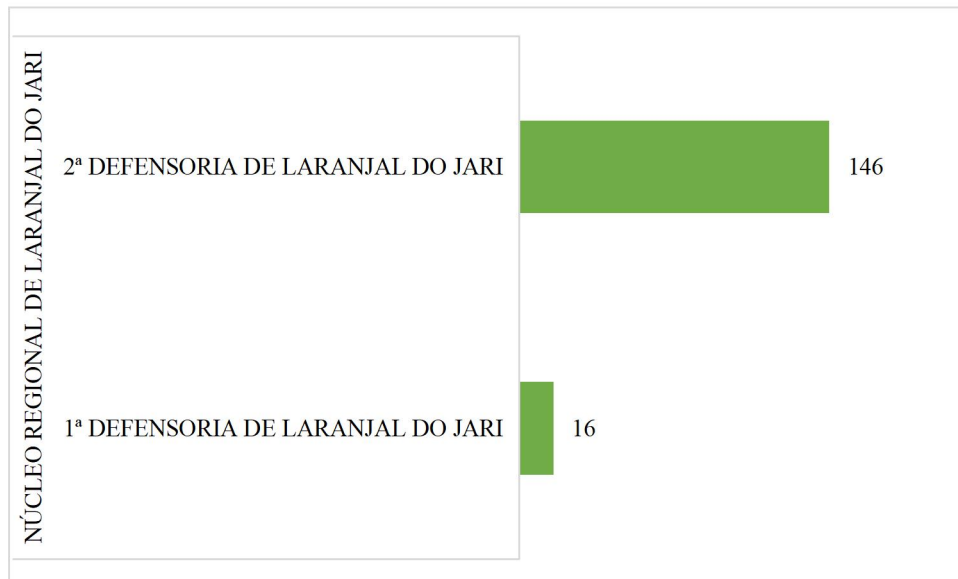 NÚCLEO REGIONAL DE LARANJAL DO JARI
2ª DEFENSORIA DE LARANJAL DO JARI 146
1ª DEFENSORIA DE LARANJAL DO JARI 16